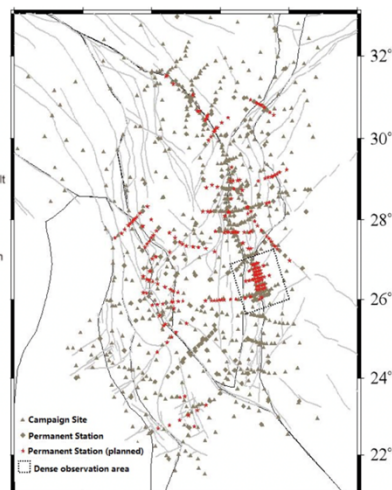 32°
30°
28°
26°
24°
22°
Campaign Site
Permanent Station
Permanent Station (planned)
Dense observation area